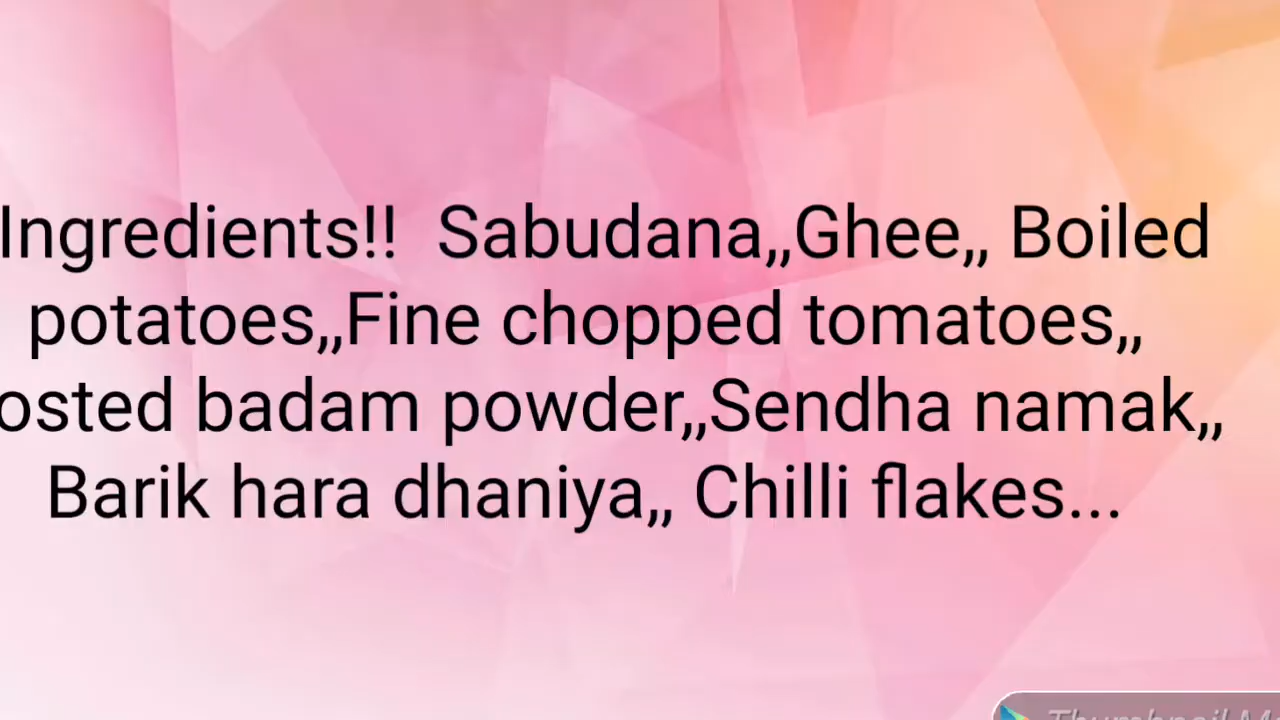 Ingredients!! Sabudana,,Ghee,, Boiled
potatoes,,Fine chopped tomatoes,,
osted badam powder,,Sendha namak,,
Barik hara dhaniya,, Chilli flakes...